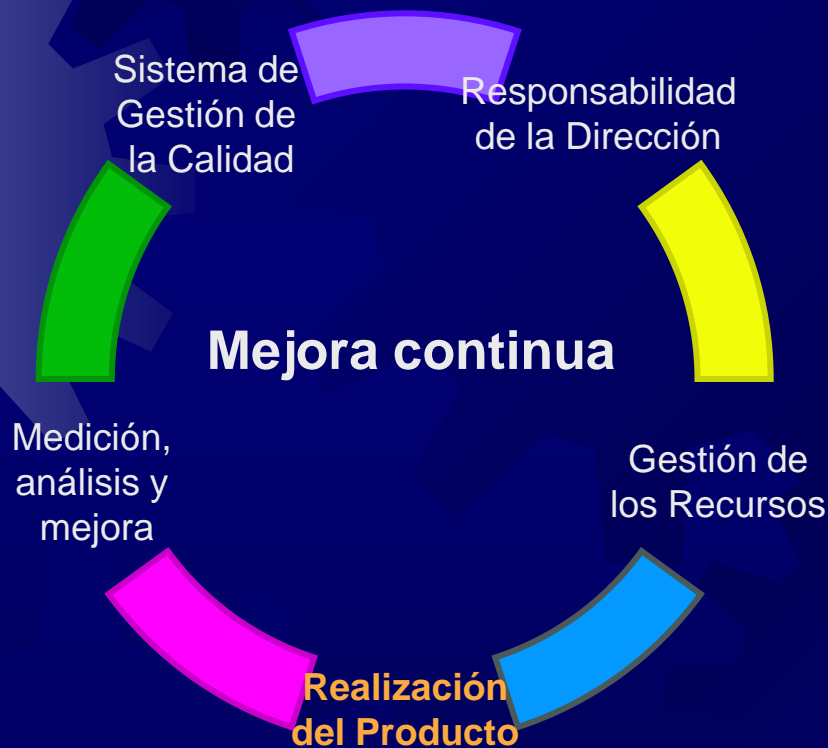 Sistema de
Gestión de
la Calidad
Responsabilidad
de la Dirección
Mejora continua
Medición,
análisis y
mejora
Gestión de
los Recursos
Realización
del Producto